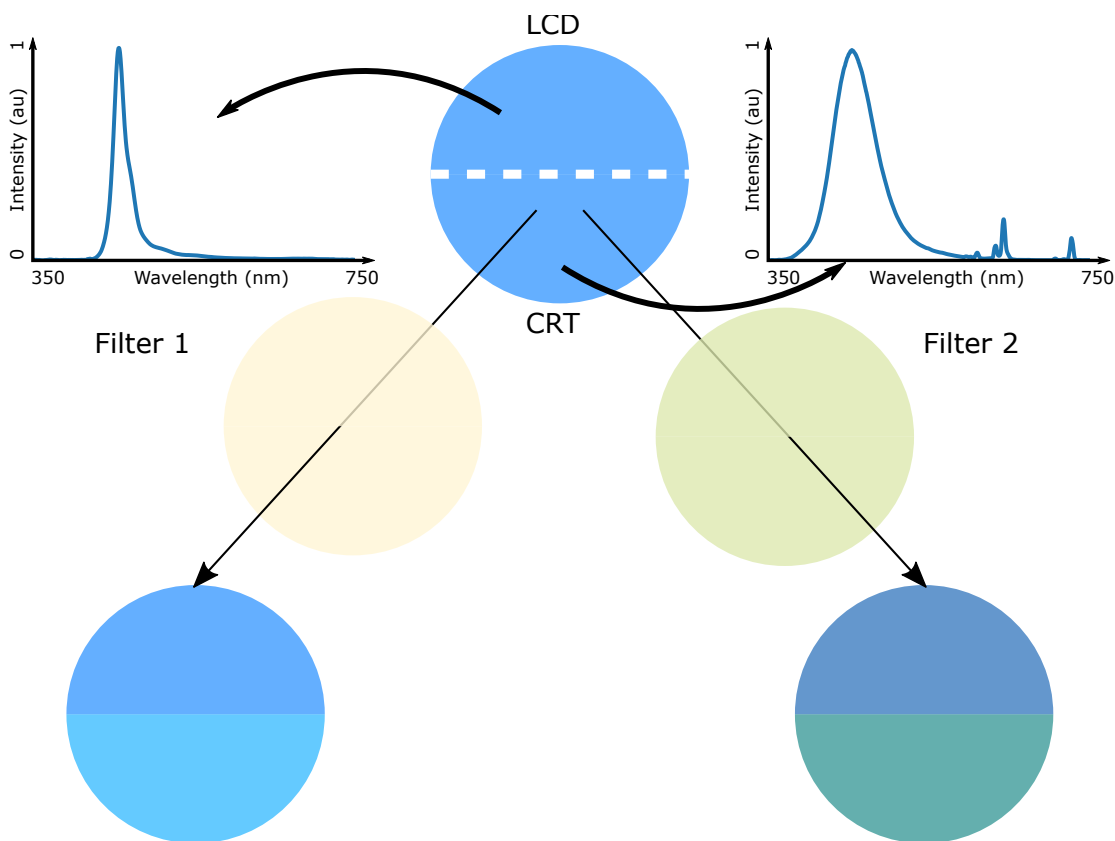 LCD
1
Intensity (au)
0
350
Wavelength (nm)
750
1
Intensity (au)
0
350
Wavelength (nm)
750
CRT
Filter 1
Filter 2